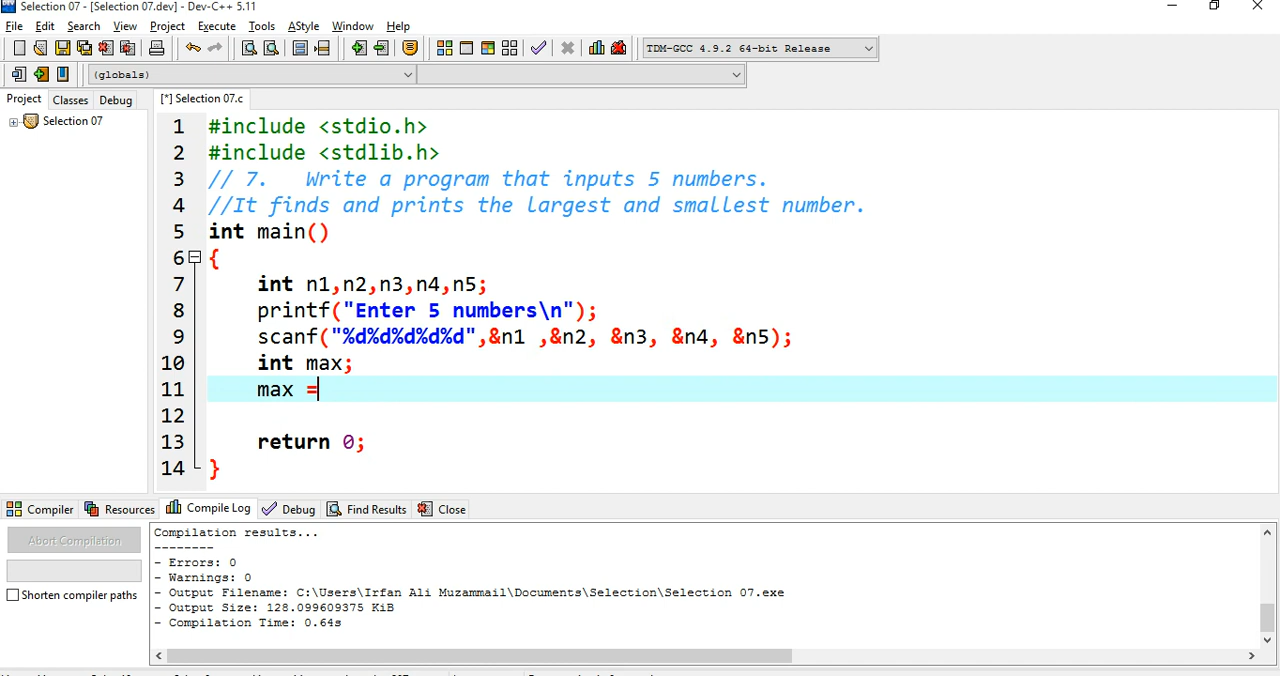 Selection 07 - [Selection 07.dev] - Dev-C++ 5.11
File Edit Search View Project Execute Tools AStyle Window Help
TDM-GCC 4.9.2 64-bit Release
(globals)
Project Classes Debug [*] Selection 07.c
Selection 07
1 #include <stdio.h>
2 #include <stdlib.h>
3 // 7. Write a program that inputs 5 numbers.
4 //It finds and prints the largest and smallest number.
5 int main()
6 {
7 int n1,n2,n3,n4,n5;
8 printf("Enter 5 numbers\n");
9 scanf("%d%d%d%d%d",&n1 ,&n2, &n3, &n4, &n5);
10 int max;
11 max =
12
13 return 0;
14 }
Compiler Resources Compile Log Debug Find Results Close
Abort Compilation
Shorten compiler paths
Compilation results...
--------
- Errors: 0
- Warnings: 0
- Output Filename: C:\Users\Irfan Ali Muzammail\Documents\Selection\Selection 07.exe
- Output Size: 128.099609375 KiB
- Compilation Time: 0.64s